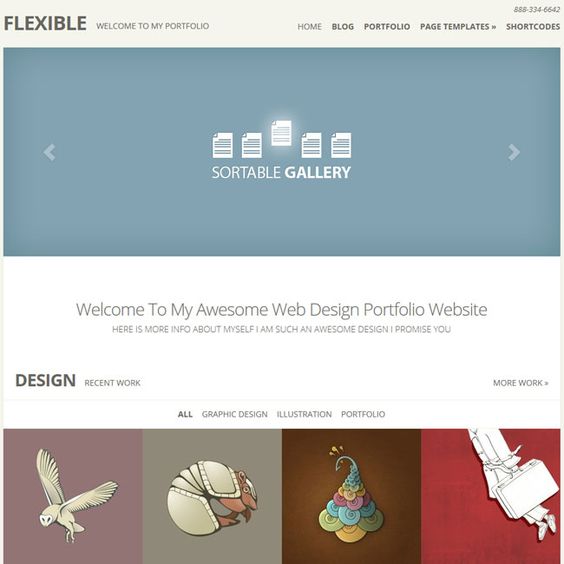 888-334-6642
FLEXIBLE WELCOME TO MY PORTFOLIO HOME BLOG PORTFOLIO PAGE TEMPLATES » SHORTCODES
SORTABLE GALLERY
Welcome To My Awesome Web Design Portfolio Website
HERE IS MORE INFO ABOUT MYSELF I AM SUCH AN AWESOME DESIGN I PROMISE YOU
DESIGN RECENT WORK MORE WORK »
ALL GRAPHIC DESIGN ILLUSTRATION PORTFOLIO